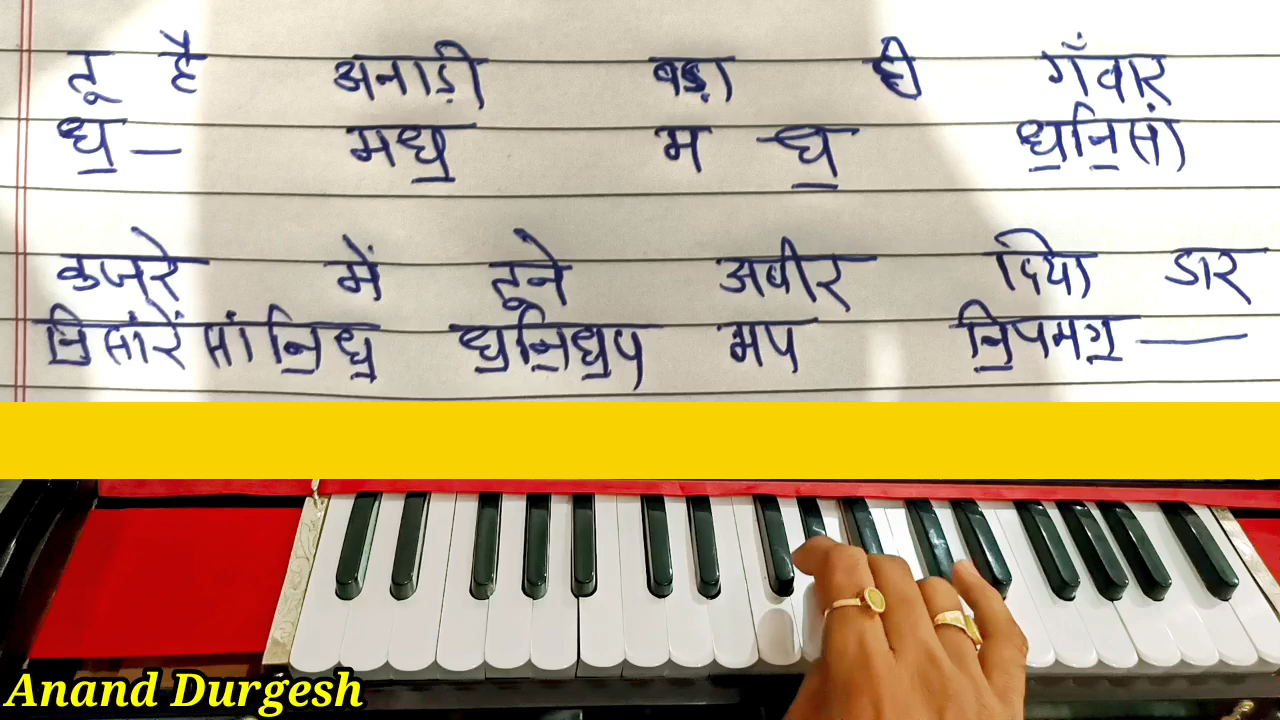 तू है अनाड़ी बड़ा ही गँवार
ध॒ – मध॒ म ध॒ ध॒नि॒सां
कजरे में तूने अबीर दिया डार
नि॒सांरें सां नि॒ध॒ ध॒नि॒ध॒प मप नि॒पमग॒ —
Anand Durgesh